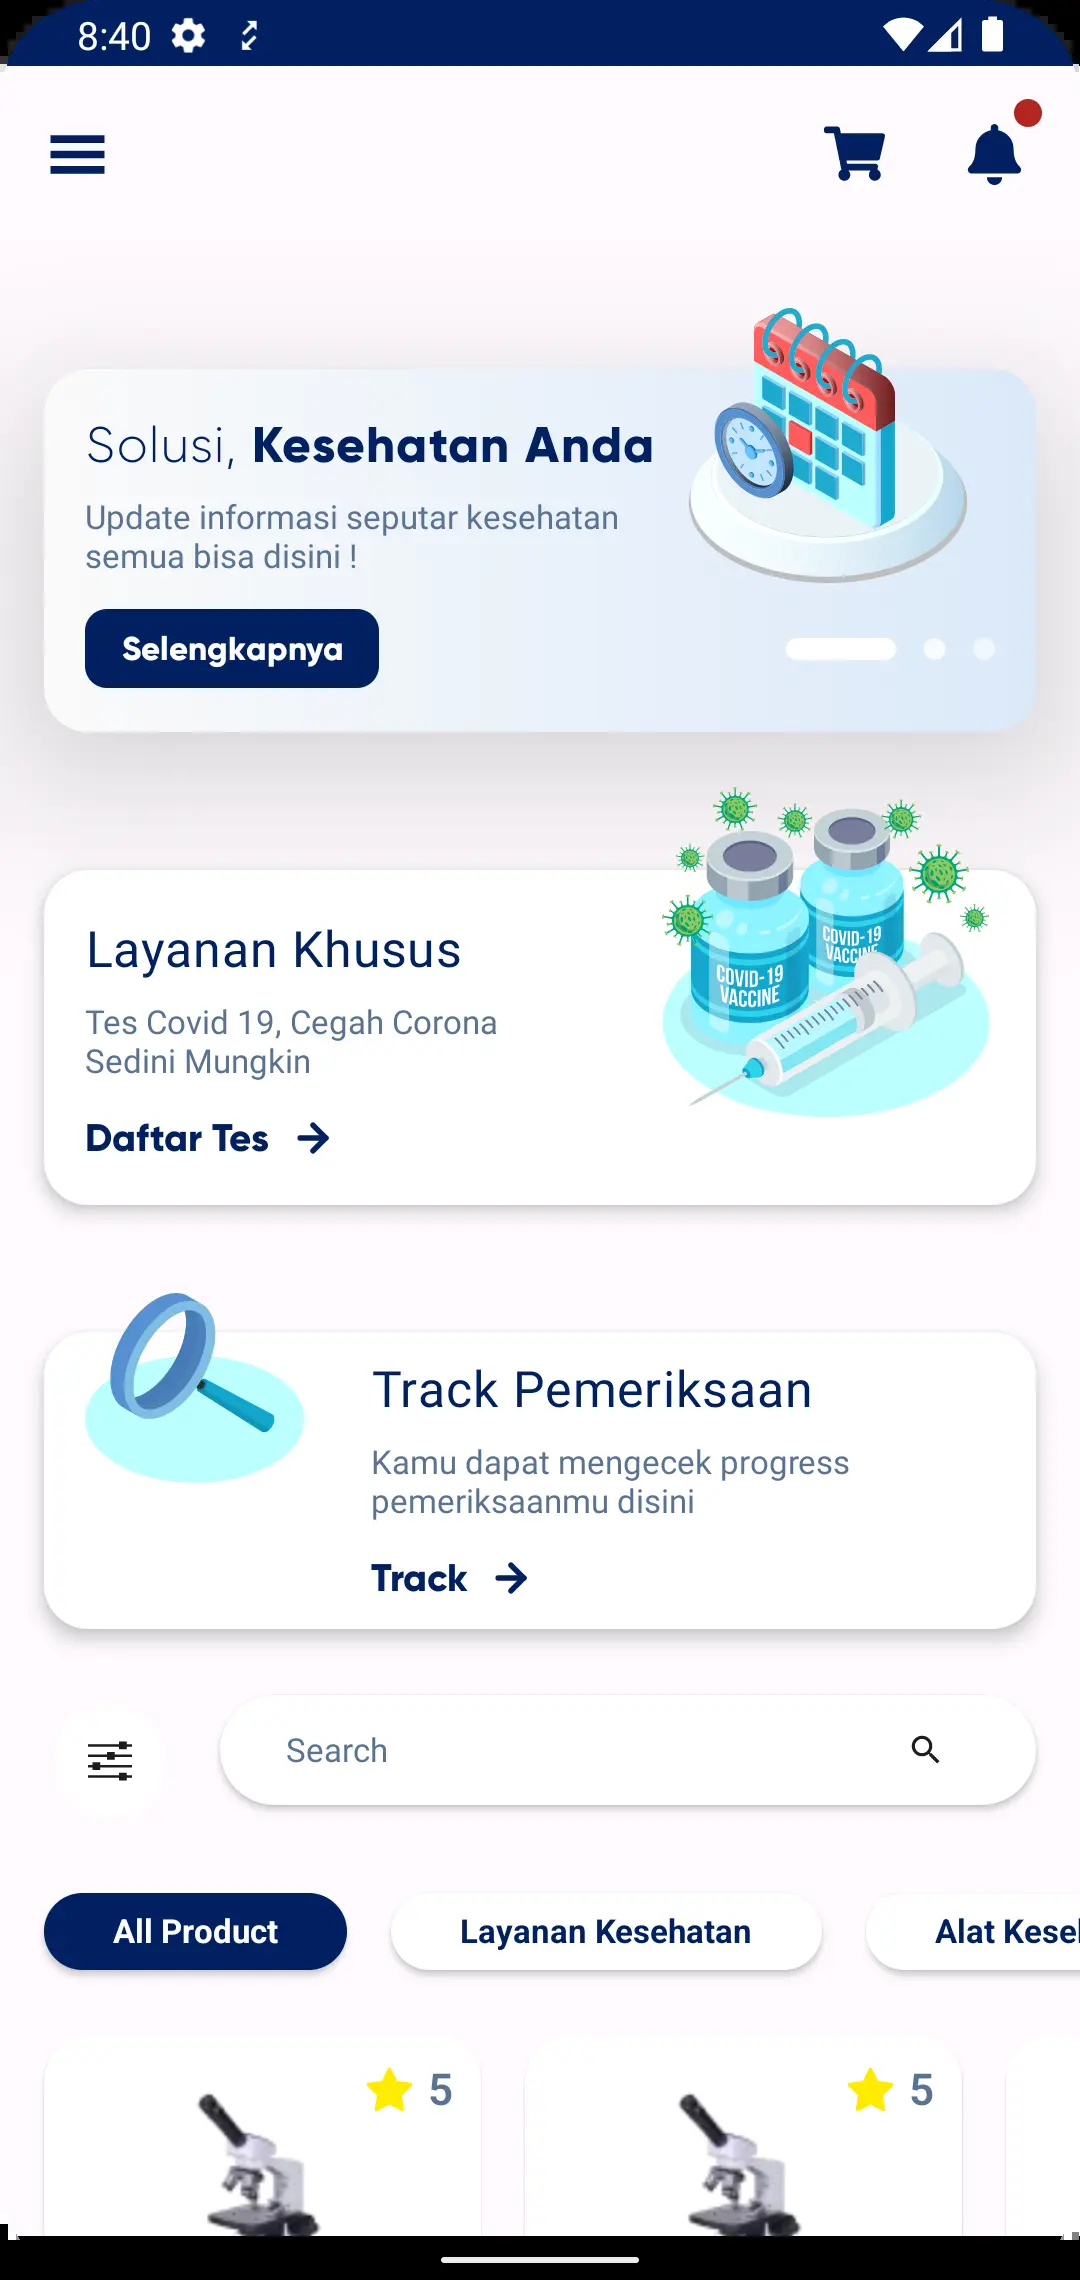 8:40
Solusi, Kesehatan Anda
Update informasi seputar kesehatan
semua bisa disini !
Selengkapnya
COVID-19
VACCINE
COVID-19
VACCINE
Layanan Khusus
Tes Covid 19, Cegah Corona
Sedini Mungkin
Daftar Tes
Track Pemeriksaan
Kamu dapat mengecek progress
pemeriksaanmu disini
Track
Search
All Product
Layanan Kesehatan
Alat Keseh
5
5